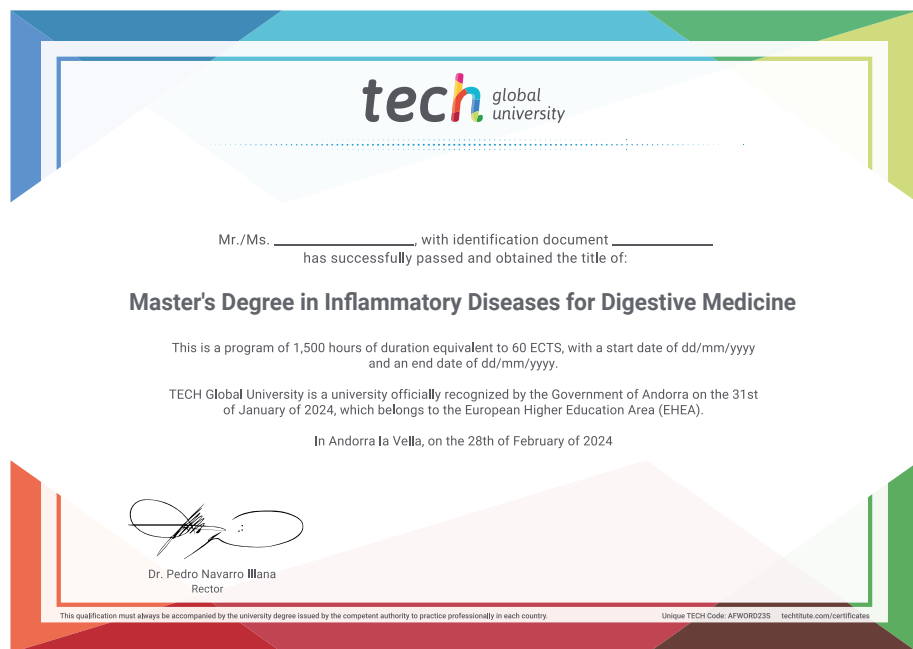 tech global
university
Mr./Ms. ____________, with identification document ____________
has successfully passed and obtained the title of:
Master's Degree in Inflammatory Diseases for Digestive Medicine
This is a program of 1,500 hours of duration equivalent to 60 ECTS, with a start date of dd/mm/yyyy
and an end date of dd/mm/yyyy.
TECH Global University is a university officially recognized by the Government of Andorra on the 31st
of January of 2024, which belongs to the European Higher Education Area (EHEA).
In Andorra la Vella, on the 28th of February of 2024
Dr. Pedro Navarro Illana
Rector
This qualification must always be accompanied by the university degree issued by the competent authority to practice professionally in each country.
Unique TECH Code: AFWORD23S techtitute.com/certificates